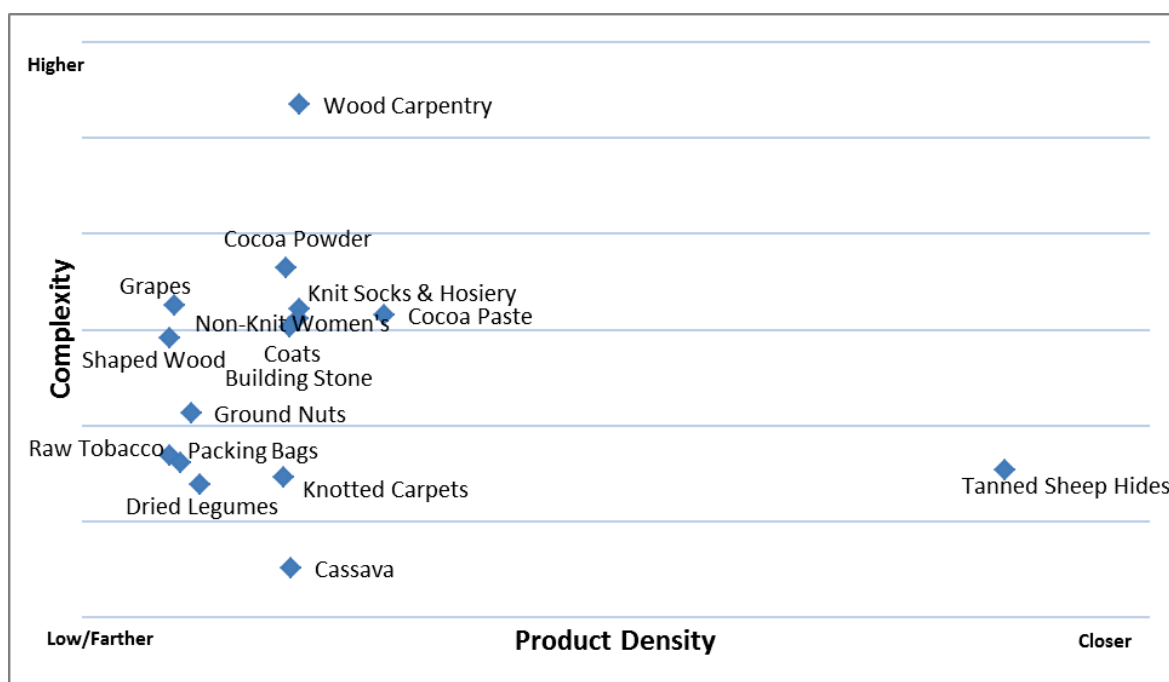 Higher
Wood Carpentry
Cocoa Powder
Grapes
Knit Socks & Hosiery
Cocoa Paste
Non-Knit Women's
Coats
Shaped Wood
Building Stone
Complexity
Ground Nuts
Raw Tobacco
Packing Bags
Knotted Carpets
Tanned Sheep Hides
Dried Legumes
Cassava
Low/Farther
Product Density
Closer